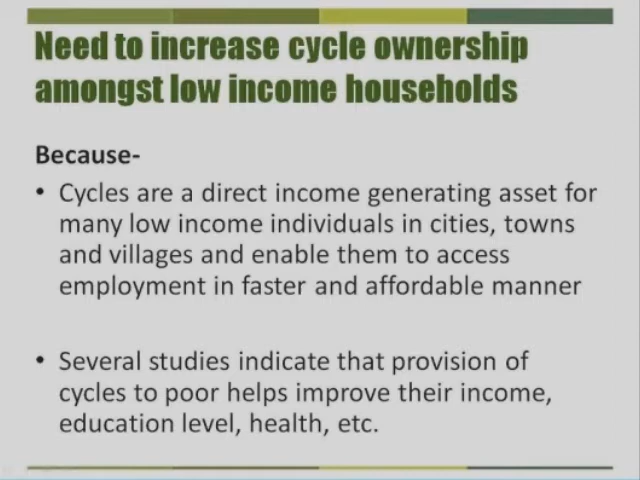 Need to increase cycle ownership
amongst low income households
Because-
• Cycles are a direct income generating asset for
many low income individuals in cities, towns
and villages and enable them to access
employment in faster and affordable manner
• Several studies indicate that provision of
cycles to poor helps improve their income,
education level, health, etc.